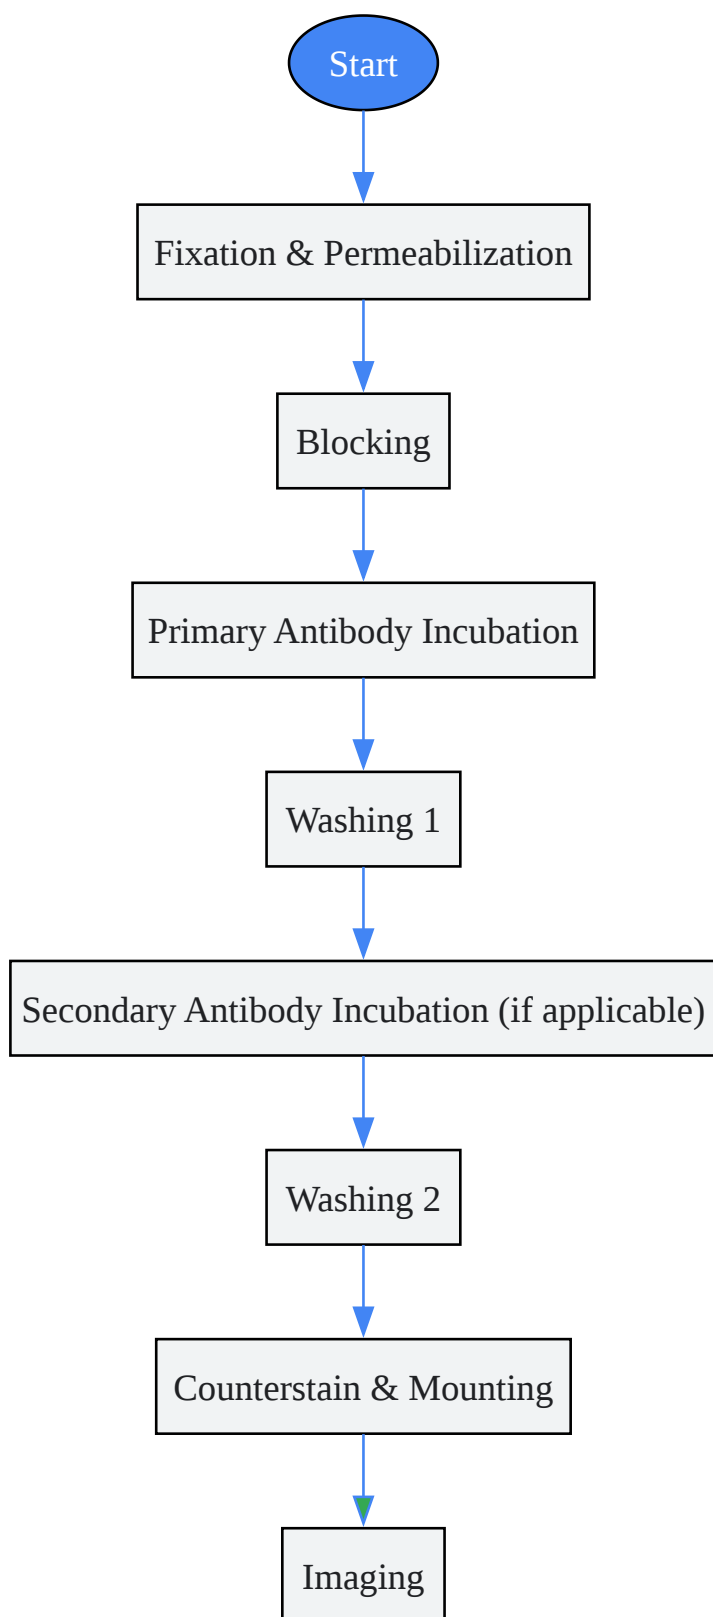 Start
Fixation & Permeabilization
Blocking
Primary Antibody Incubation
Washing 1
Secondary Antibody Incubation (if applicable)
Washing 2
Counterstain & Mounting
Imaging